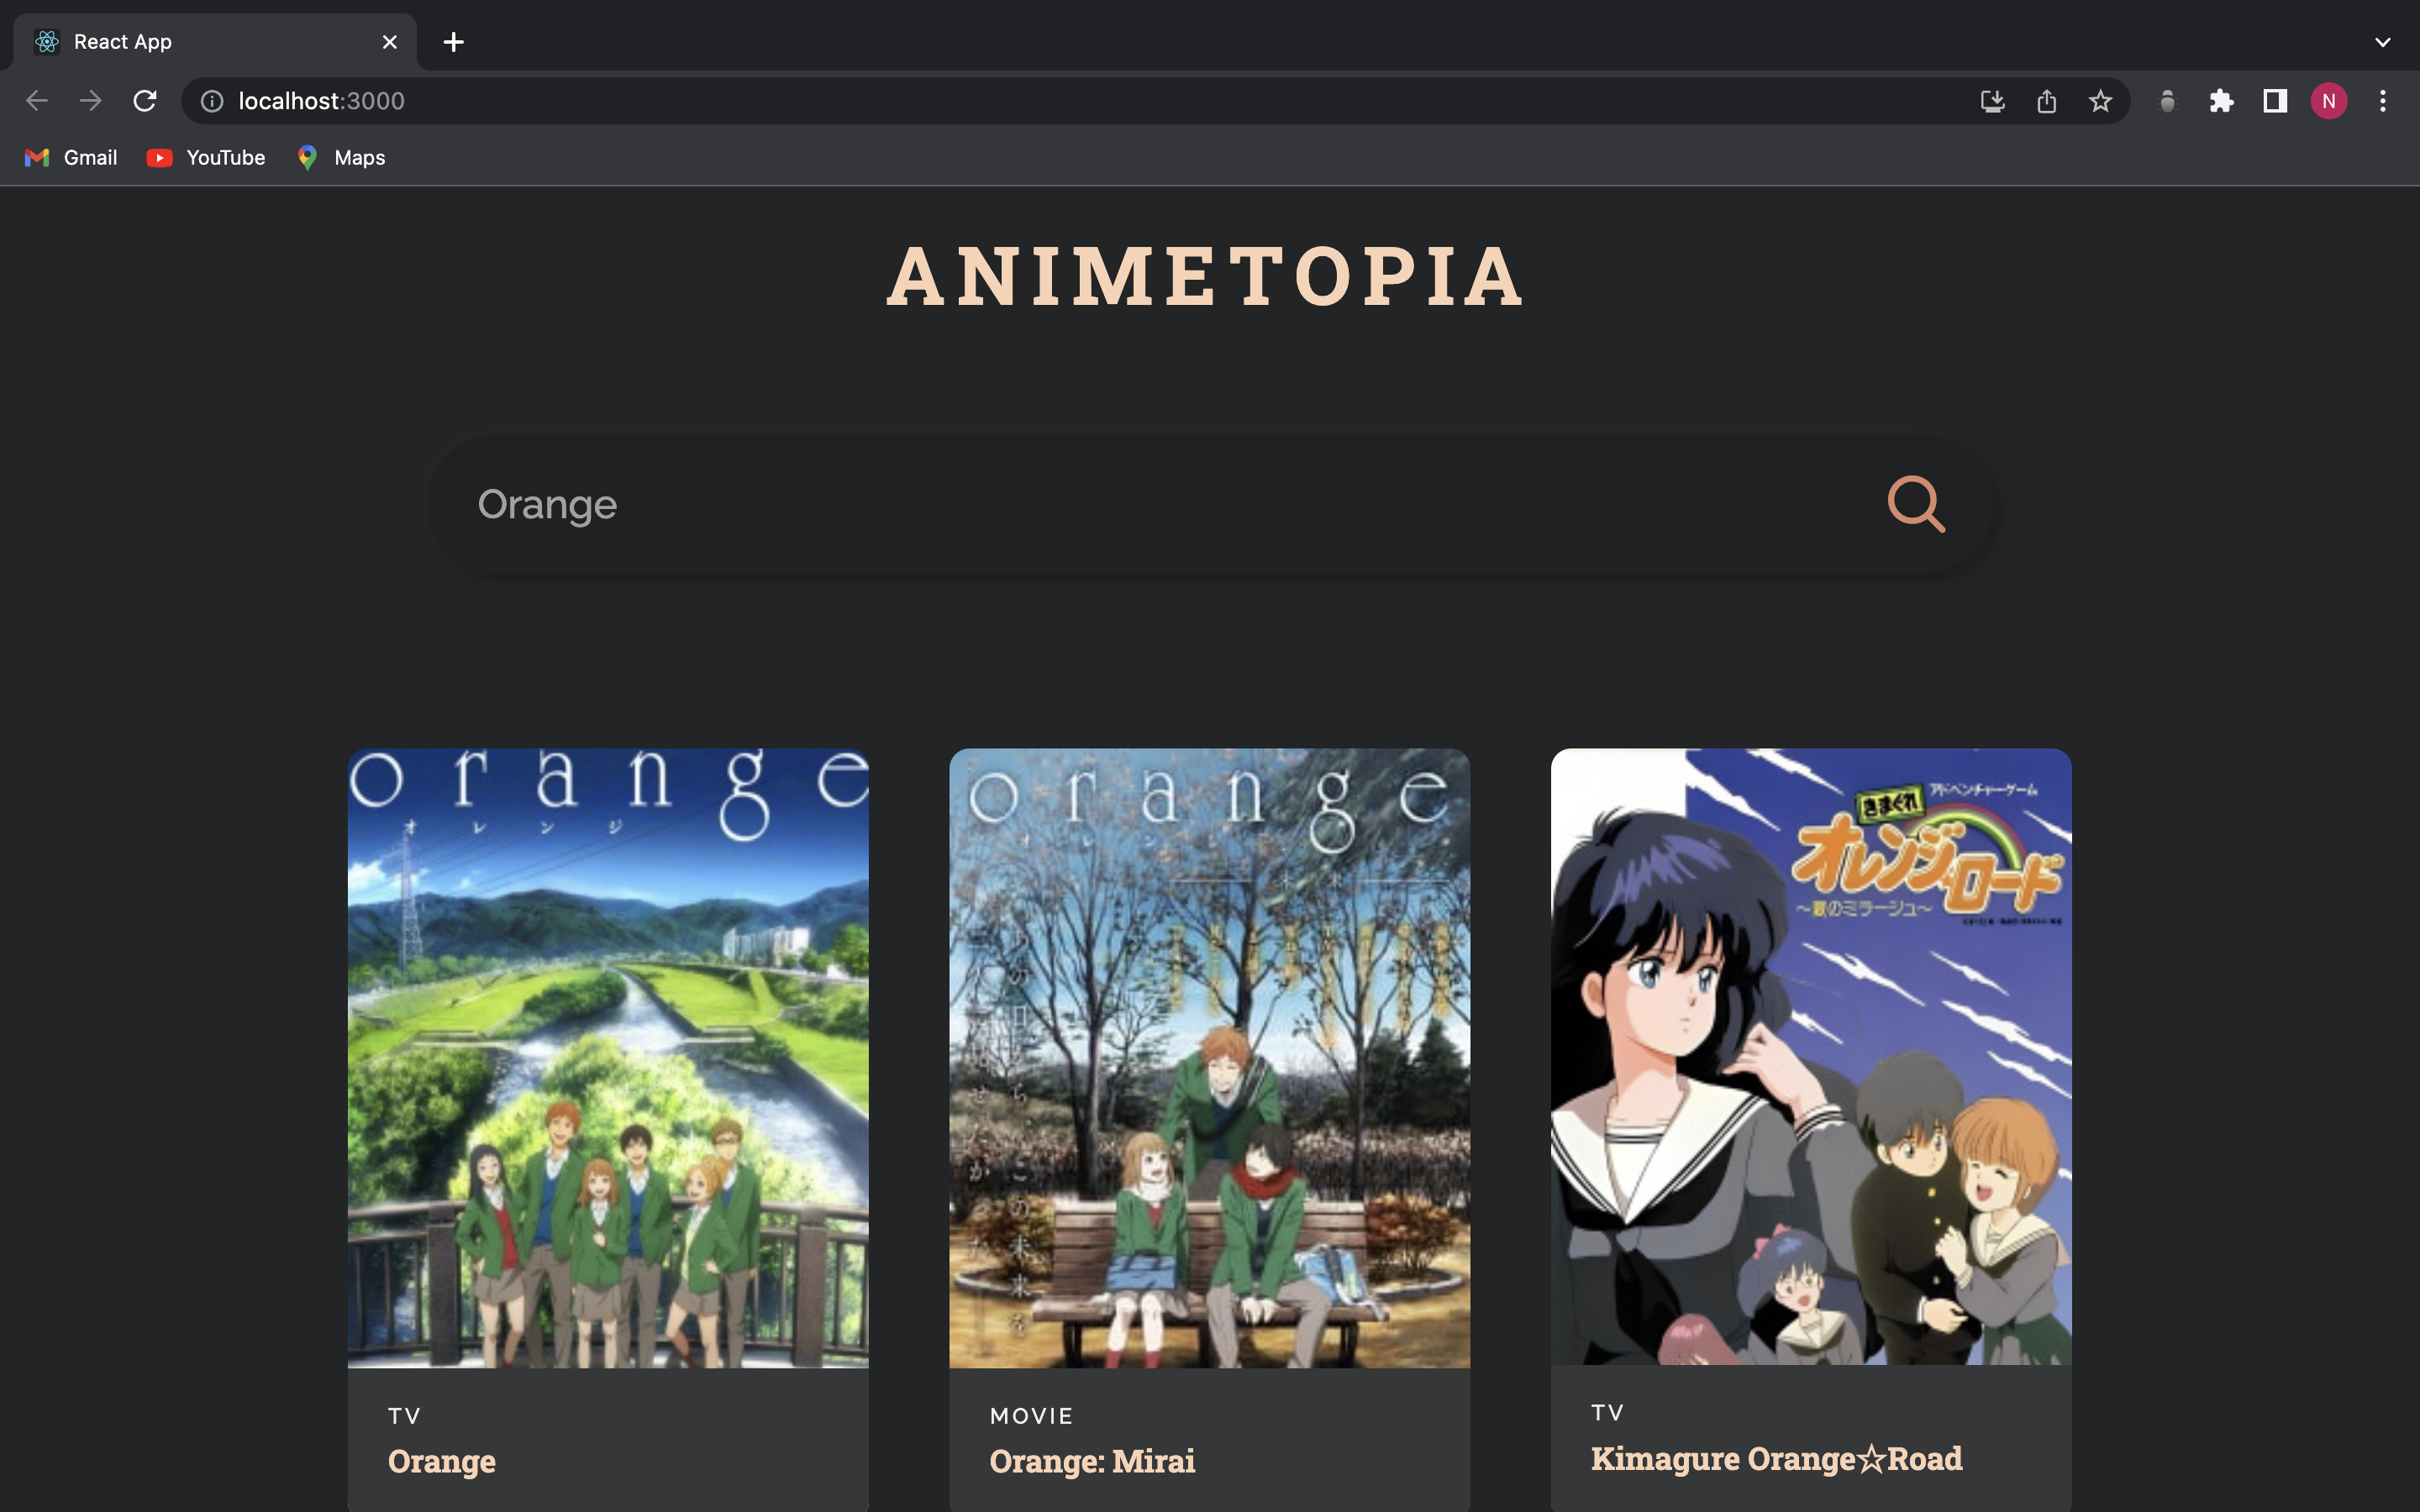 React App
localhost:3000
N
Gmail
YouTube
Maps
ANIMETOPIA
Orange
orange
オレンジ
TV
Orange
orange
未来
MOVIE
Orange: Mirai
アドベンチャーゲーム
きまぐれ
オレンジ☆ロード
〜夏のミラージュ〜
TV
Kimagure Orange☆Road